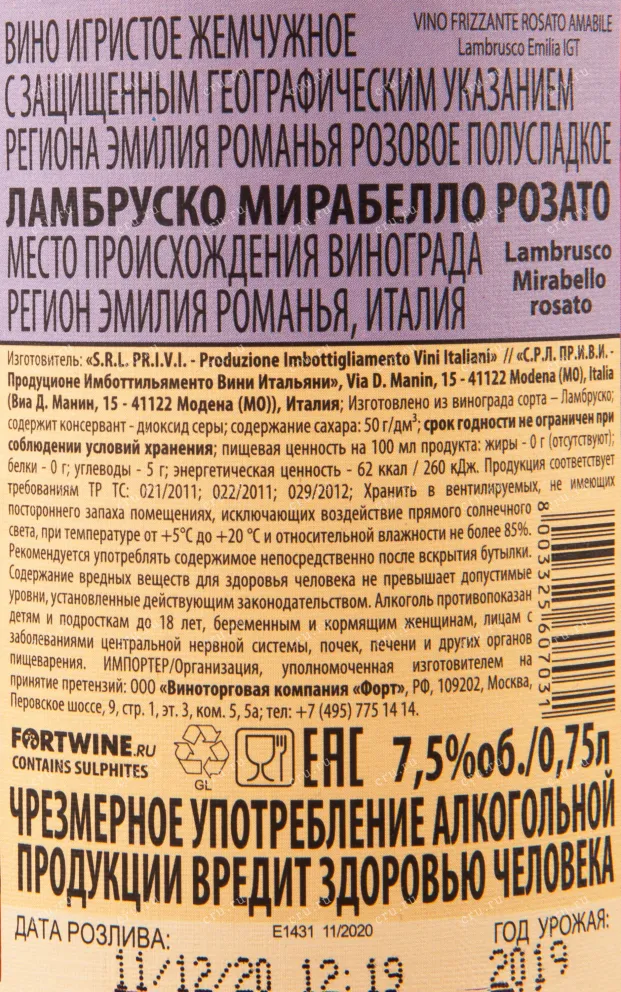 ВИНО ИГРИСТОЕ ЖЕМЧУЖНОЕ
VINO FRIZZANTE ROSATO AMABILE
Lambrusco Emilia IGT
С ЗАЩИЩЕННЫМ ГЕОГРАФИЧЕСКИМ УКАЗАНИЕМ
РЕГИОНА ЭМИЛИЯ РОМАНЬЯ РОЗОВОЕ ПОЛУСЛАДКОЕ
ЛАМБРУСКО МИРАБЕЛЛО РОЗАТО
МЕСТО ПРОИСХОЖДЕНИЯ ВИНОГРАДА
РЕГИОН ЭМИЛИЯ РОМАНЬЯ, ИТАЛИЯ
Lambrusco
Mirabello
rosato
Изготовитель: «S.R.L. PR.I.V.I. - Produzione Imbottigliamento Vini Italiani» // «С.Р.Л. ПР.И.В.И. -
Продуционе Имботтильяменто Вини Итальяни», Via D. Manin, 15 - 41122 Modena (MO), Italia
(Виа Д. Манин, 15 - 41122 Модена (МО)), Италия; Изготовлено из винограда сорта – Ламбруско;
содержит консервант - диоксид серы; содержание сахара: 50 г/дм³; срок годности не ограничен при
соблюдении условий хранения; пищевая ценность на 100 мл продукта: жиры - 0 г (отсутствуют);
белки - 0 г; углеводы - 5 г; энергетическая ценность - 62 ккал / 260 кДж. Продукция соответствует
требованиям ТР ТС: 021/2011; 022/2011; 029/2012; Хранить в вентилируемых, не имеющих
постороннего запаха помещениях, исключающих воздействие прямого солнечного
света, при температуре от +5°С до +20 °С и относительной влажности не более 85%.
Рекомендуется употреблять содержимое непосредственно после вскрытия бутылки.
Содержание вредных веществ для здоровья человека не превышает допустимые
уровни, установленные действующим законодательством. Алкоголь противопоказан
детям и подросткам до 18 лет, беременным и кормящим женщинам, лицам с
заболеваниями центральной нервной системы, почек, печени и других органов
пищеварения. ИМПОРТЕР/Организация, уполномоченная изготовителем на
принятие претензий: ООО «Виноторговая компания «Форт», РФ, 109202, Москва,
Перовское шоссе, 9, стр. 1, эт. 3, ком. 5, 5а; тел: +7 (495) 775 14 14.
8 003325 607031
FORTWINE.RU
CONTAINS SULPHITES
GL
EAC
7,5%об./0,75л
ЧРЕЗМЕРНОЕ УПОТРЕБЛЕНИЕ АЛКОГОЛЬНОЙ
ПРОДУКЦИИ ВРЕДИТ ЗДОРОВЬЮ ЧЕЛОВЕКА
ДАТА РОЗЛИВА:
E1431 11/2020
ГОД УРОЖАЯ:
11/12/20 12:19
2019